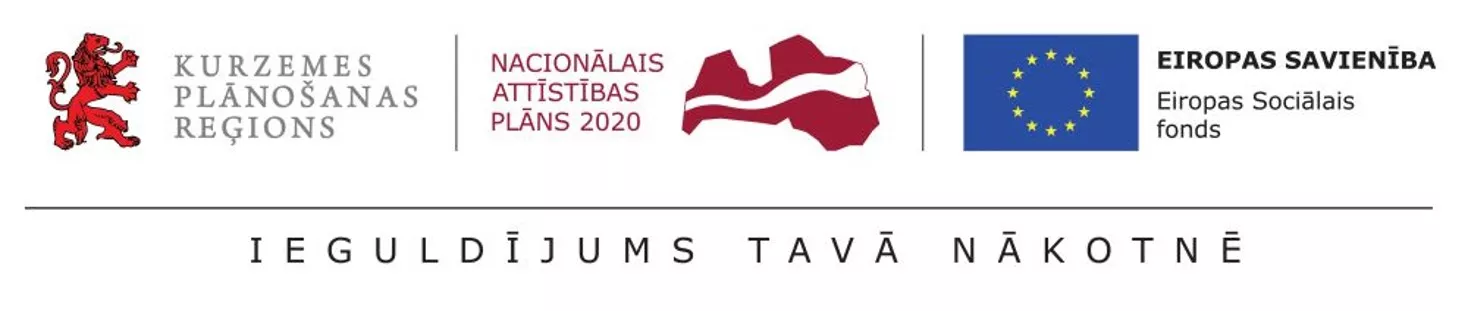 KURZEMES
PLĀNOŠANAS
REĢIONS
NACIONĀLAIS
ATTĪSTĪBAS
PLĀNS 2020
EIROPAS SAVIENĪBA
Eiropas Sociālais
fonds
IEGULDĪJUMS TAVĀ NĀKOTNĒ